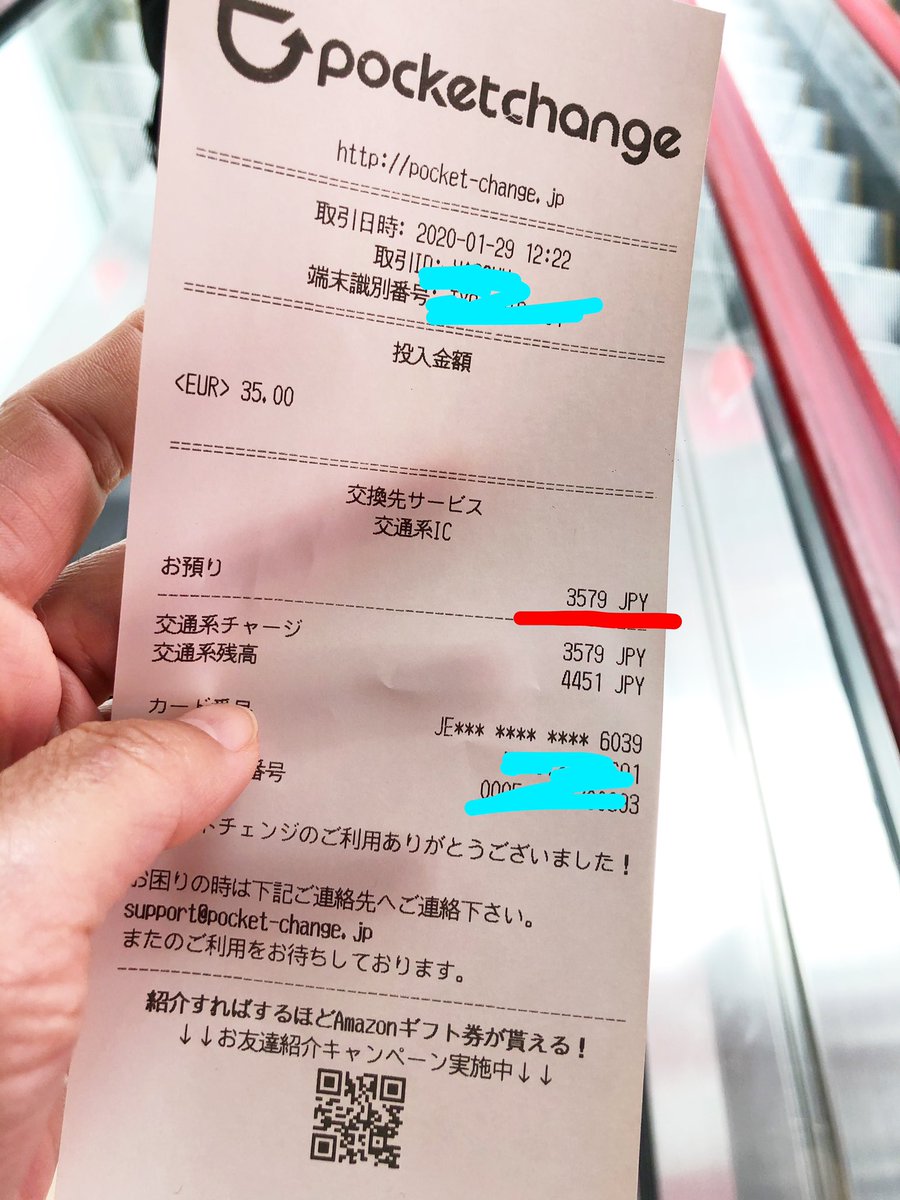 pocketchange
http://pocket-change.jp
取引日時: 2020-01-29 12:22
取引ID:
端末識別番号:
投入金額
<EUR> 35.00
交換先サービス
交通系IC
お預り 3579 JPY
交通系チャージ 3579 JPY
交通系残高 4451 JPY
カード番号 JE*** **** **** 6039
番号
トチェンジのご利用ありがとうございました！
お困りの時は下記ご連絡先へご連絡下さい。
support@pocket-change.jp
またのご利用をお待ちしております。
紹介すればするほどAmazonギフト券が貰える！
↓↓お友達紹介キャンペーン実施中↓↓